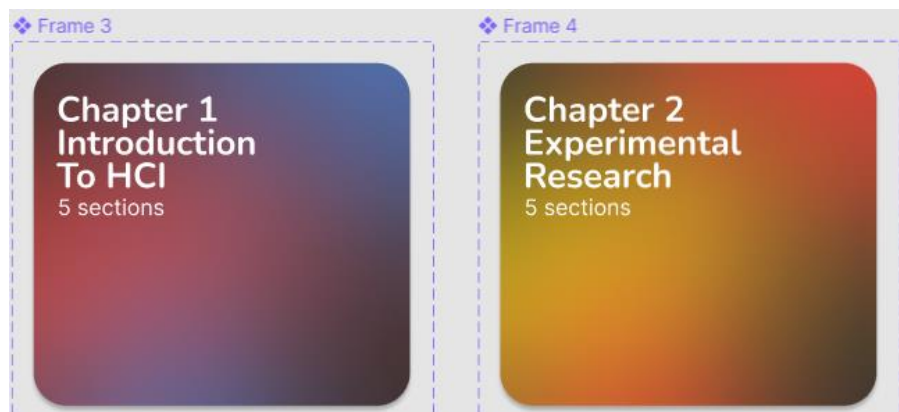 Frame 3
Chapter 1
Introduction
To HCI
5 sections
Frame 4
Chapter 2
Experimental
Research
5 sections